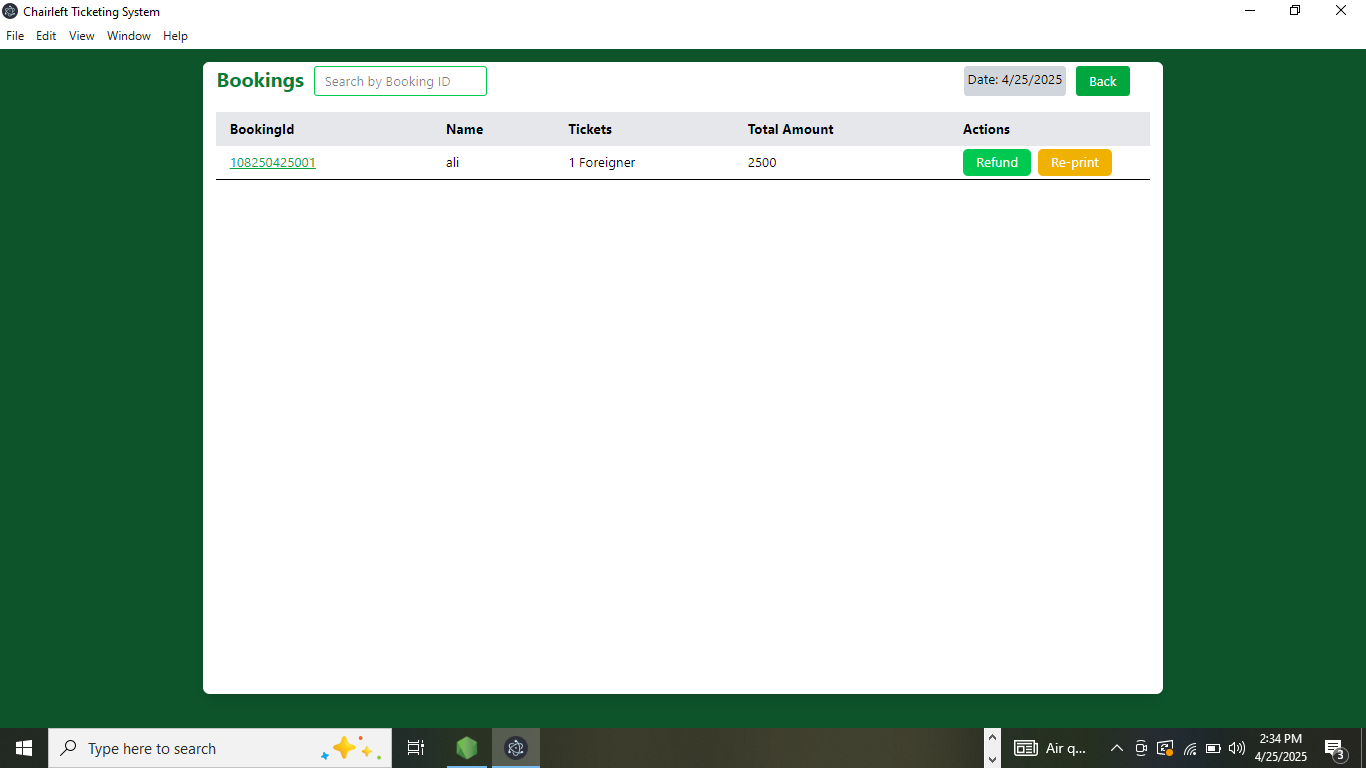 Chairleft Ticketing System
File Edit View Window Help
Bookings Search by Booking ID Date: 4/25/2025 Back
BookingId Name Tickets Total Amount Actions
108250425001 ali 1 Foreigner 2500 Refund Re-print
Type here to search Air q... 2:34 PM
4/25/2025 3